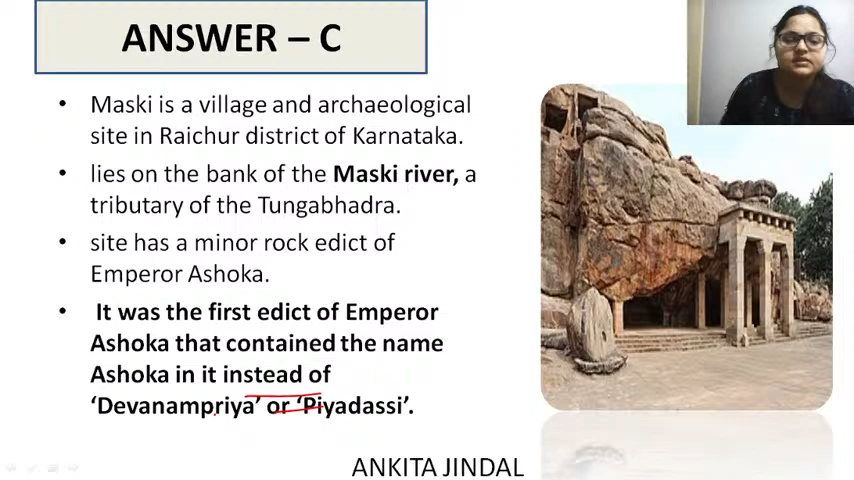 ANSWER – C
• Maski is a village and archaeological
site in Raichur district of Karnataka.
• lies on the bank of the Maski river, a
tributary of the Tungabhadra.
• site has a minor rock edict of
Emperor Ashoka.
• It was the first edict of Emperor
Ashoka that contained the name
Ashoka in it instead of
‘Devanampriya’ or ‘Piyadassi’.
ANKITA JINDAL